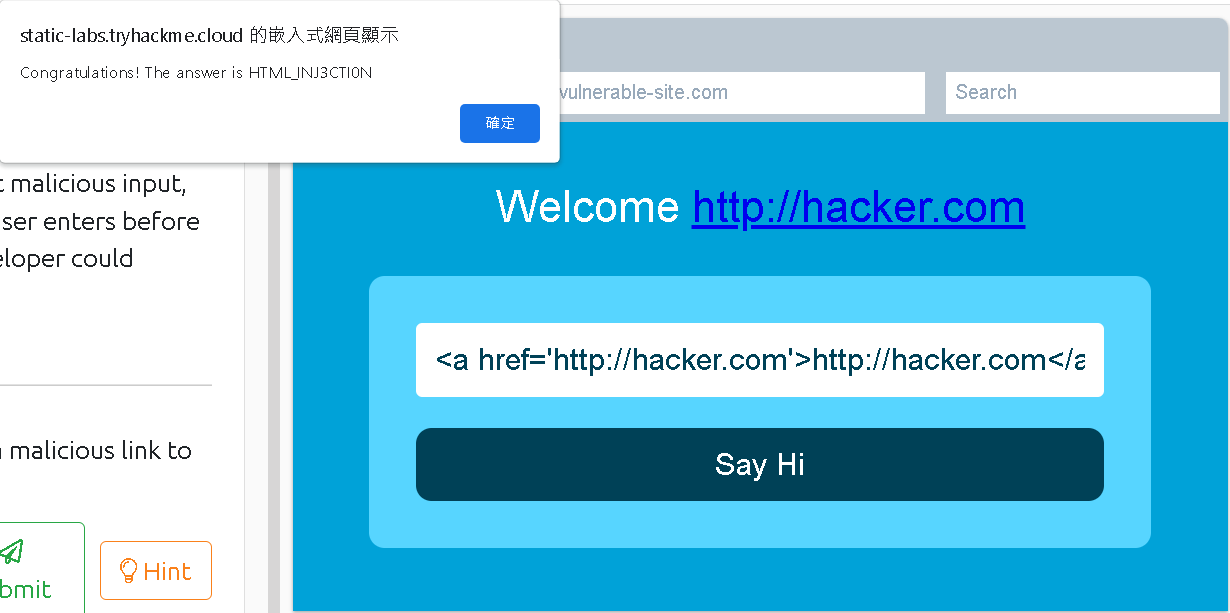 static-labs.tryhackme.cloud 的嵌入式網頁顯示
Congratulations! The answer is HTML_INJ3CTI0N
確定
vulnerable-site.com
Search
malicious input,
ser enters before
eloper could
malicious link to
bmit
Hint
Welcome http://hacker.com
<a href='http://hacker.com'>http://hacker.com</a
Say Hi